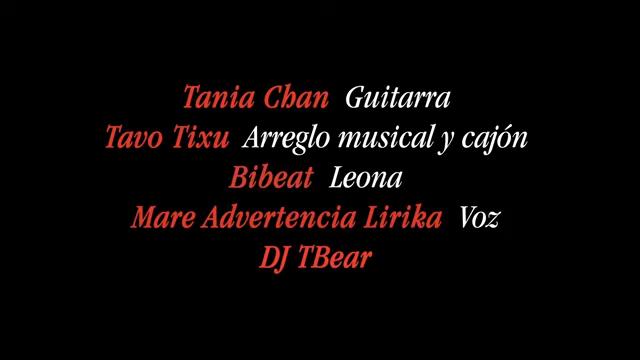 Tania Chan Guitarra
Tavo Tixu Arreglo musical y cajón
Bibeat Leona
Mare Advertencia Lirika Voz
DJ TBear